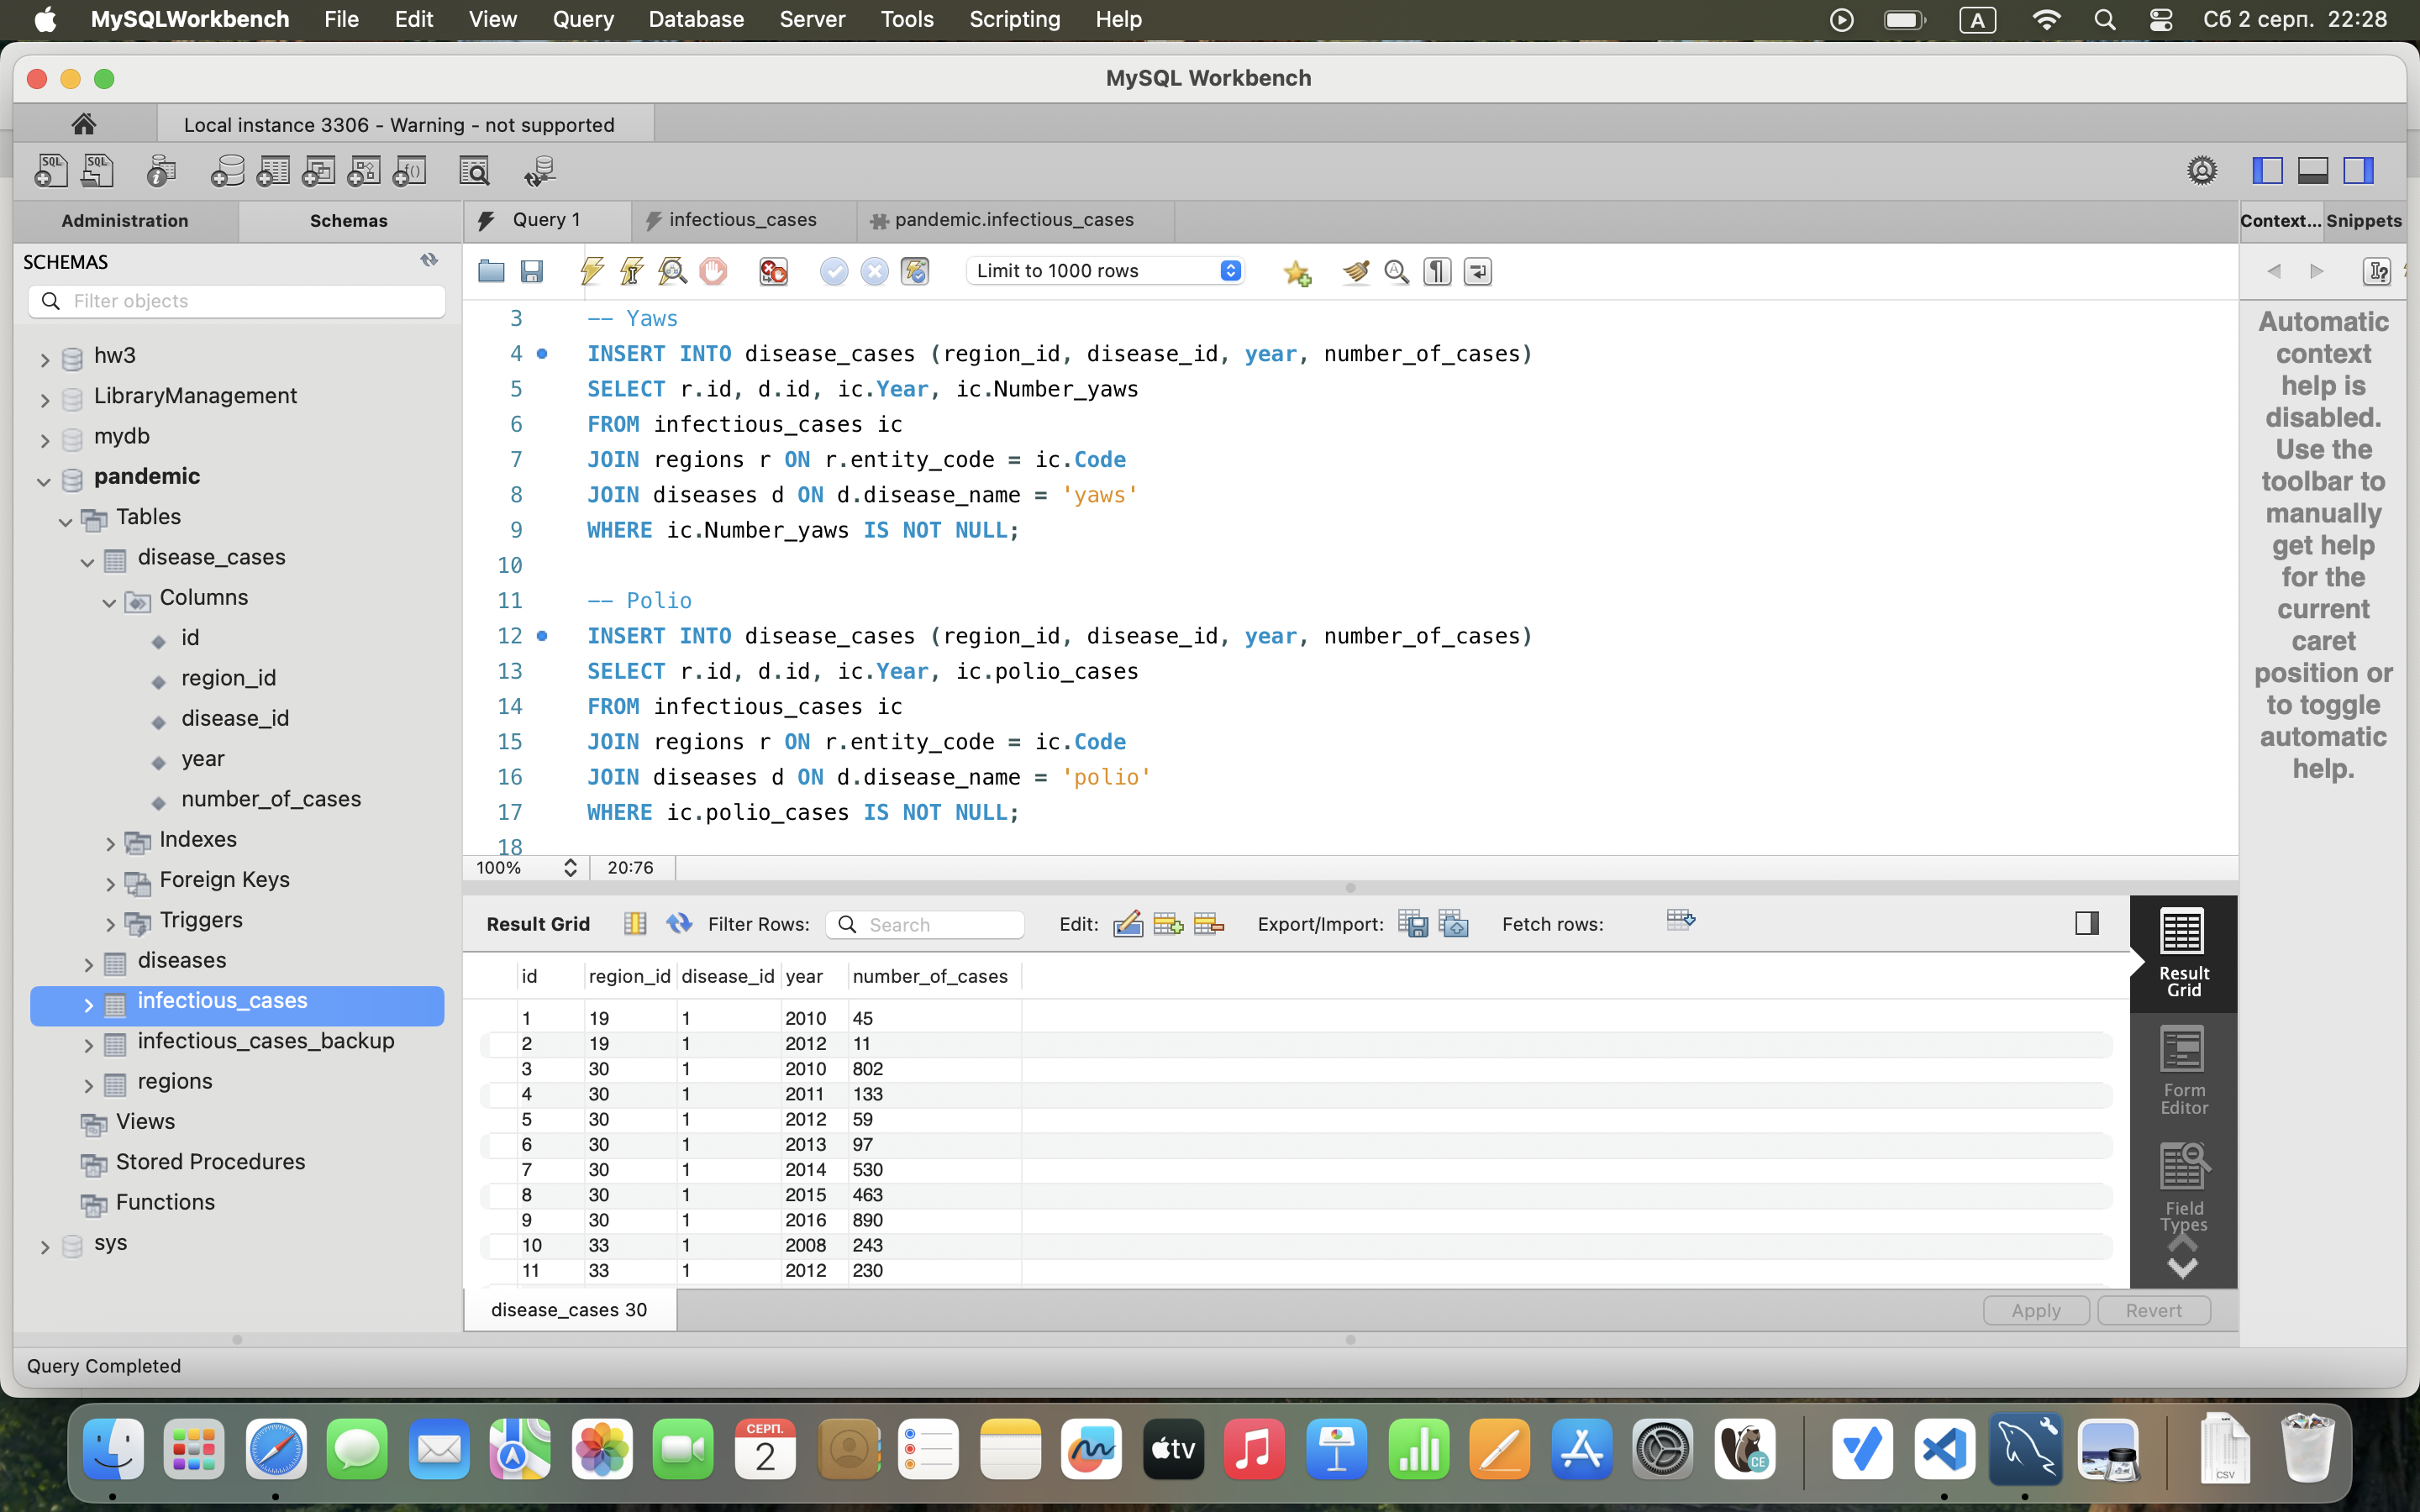 MySQLWorkbench File Edit View Query Database Server Tools Scripting Help A Сб 2 серп. 22:28
MySQL Workbench
Local instance 3306 - Warning - not supported
Administration Schemas
Query 1 infectious_cases pandemic.infectious_cases
Context... Snippets
SCHEMAS
Filter objects
Limit to 1000 rows
hw3
LibraryManagement
mydb
pandemic
Tables
disease_cases
Columns
id
region_id
disease_id
year
number_of_cases
Indexes
Foreign Keys
Triggers
diseases
infectious_cases
infectious_cases_backup
regions
Views
Stored Procedures
Functions
sys
3 -- Yaws
4 INSERT INTO disease_cases (region_id, disease_id, year, number_of_cases)
5 SELECT r.id, d.id, ic.Year, ic.Number_yaws
6 FROM infectious_cases ic
7 JOIN regions r ON r.entity_code = ic.Code
8 JOIN diseases d ON d.disease_name = 'yaws'
9 WHERE ic.Number_yaws IS NOT NULL;
10
11 -- Polio
12 INSERT INTO disease_cases (region_id, disease_id, year, number_of_cases)
13 SELECT r.id, d.id, ic.Year, ic.polio_cases
14 FROM infectious_cases ic
15 JOIN regions r ON r.entity_code = ic.Code
16 JOIN diseases d ON d.disease_name = 'polio'
17 WHERE ic.polio_cases IS NOT NULL;
18
100% 20:76
Automatic
context
help is
disabled.
Use the
toolbar to
manually
get help
for the
current
caret
position or
to toggle
automatic
help.
Result Grid Filter Rows: Search Edit: Export/Import: Fetch rows:
id region_id disease_id year number_of_cases
1 19 1 2010 45
2 19 1 2012 11
3 30 1 2010 802
4 30 1 2011 133
5 30 1 2012 59
6 30 1 2013 97
7 30 1 2014 530
8 30 1 2015 463
9 30 1 2016 890
10 33 1 2008 243
11 33 1 2012 230
Result
Grid
Form
Editor
Field
Types
disease_cases 30
Apply Revert
Query Completed
СЕРП.
2
tv
CE
CSV